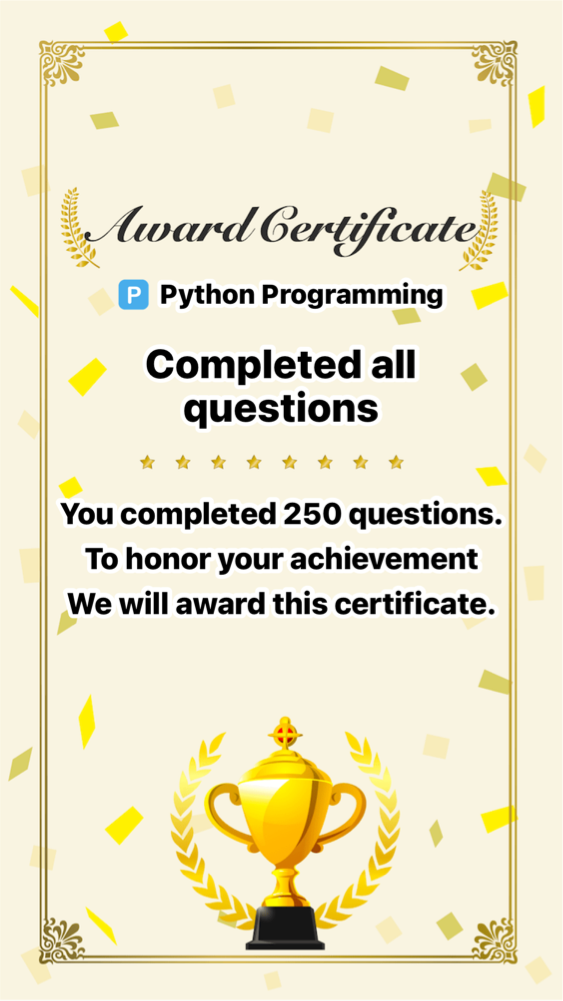 Award Certificate
P Python Programming
Completed all
questions
You completed 250 questions.
To honor your achievement
We will award this certificate.